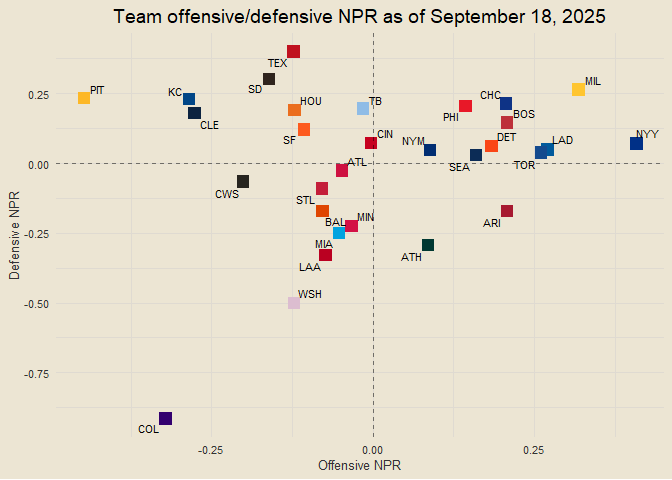 Team offensive/defensive NPR as of September 18, 2025
TEX
SD
PIT
KC
CLE
HOU
SF
TB
CIN
MIL
CHC
PHI
BOS
NYY
NYM
DET
LAD
SEA
TOR
ATL
CWS
STL
BAL
MIN
MIA
LAA
ARI
ATH
WSH
COL
0.25
0.00
-0.25
-0.50
-0.75
Defensive NPR
-0.25
0.00
0.25
Offensive NPR